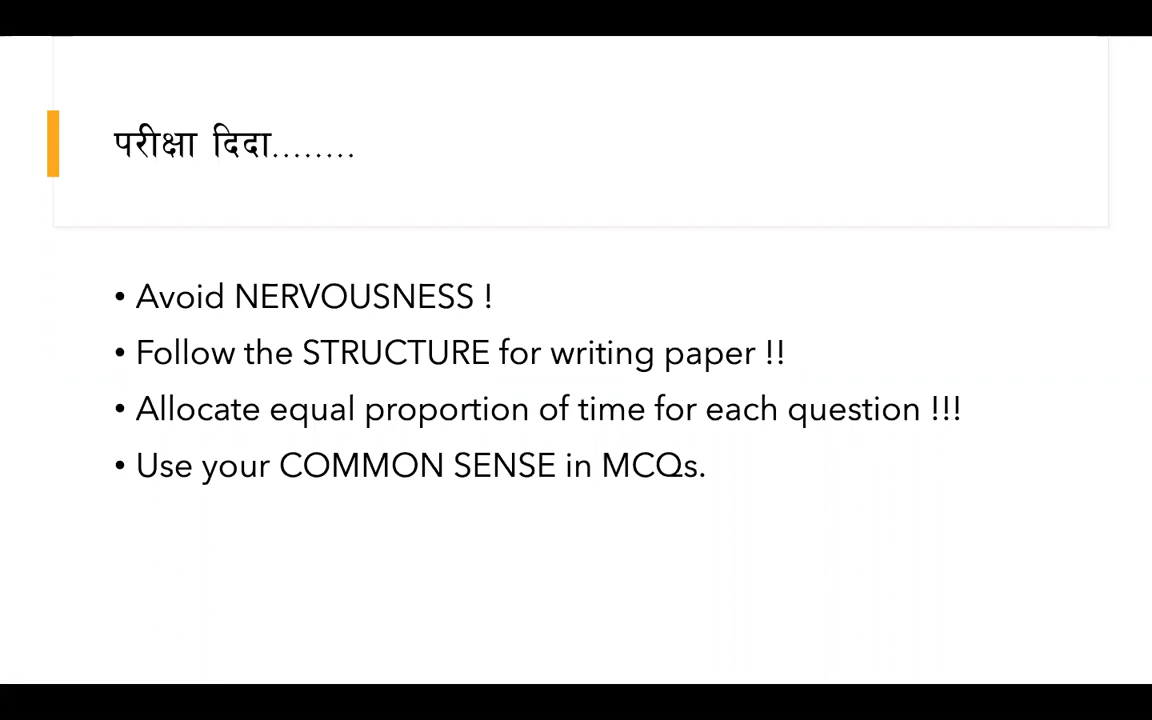 परीक्षा दिदा........
• Avoid NERVOUSNESS !
• Follow the STRUCTURE for writing paper !!
• Allocate equal proportion of time for each question !!!
• Use your COMMON SENSE in MCQs.